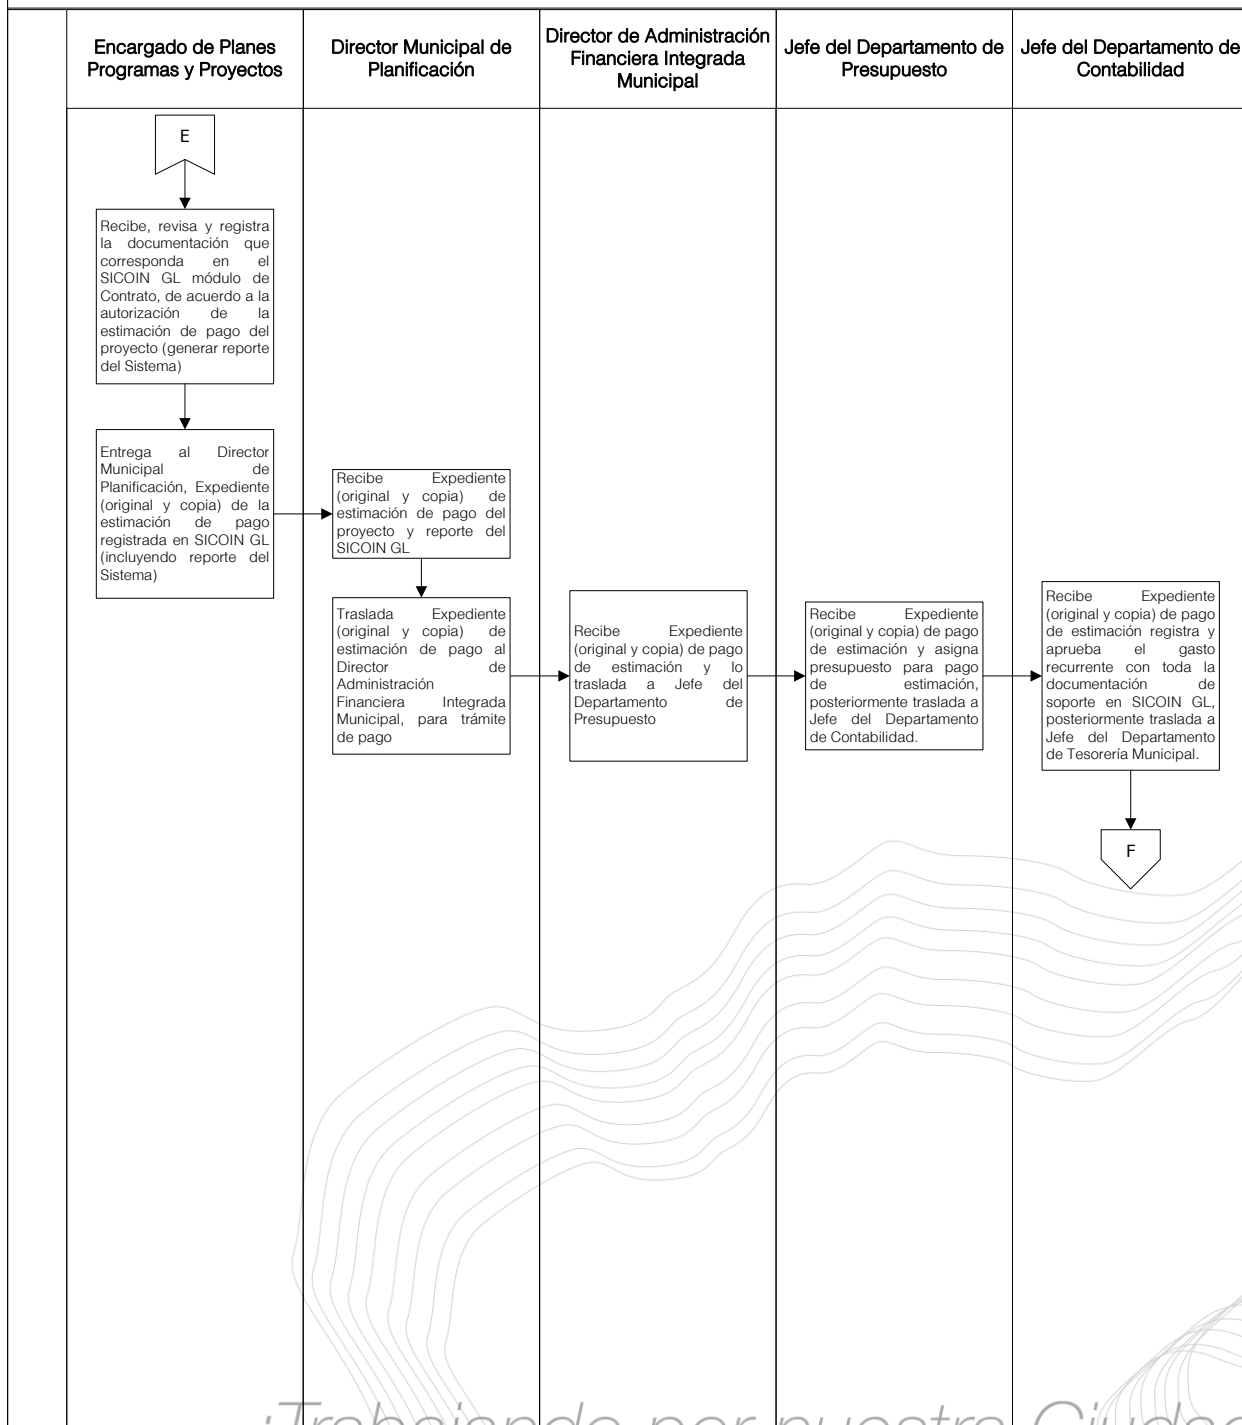 Encargado de Planes
Programas y Proyectos
Director Municipal de
Planificación
Director de Administración
Financiera Integrada
Municipal
Jefe del Departamento de
Presupuesto
Jefe del Departamento de
Contabilidad
E
Recibe, revisa y registra
la documentación que
corresponda en el
SICOIN GL módulo de
Contrato, de acuerdo a la
autorización de la
estimación de pago del
proyecto (generar reporte
del Sistema)
Entrega al Director
Municipal de
Planificación, Expediente
(original y copia) de la
estimación de pago
registrada en SICOIN GL
(incluyendo reporte del
Sistema)
Recibe Expediente
(original y copia) de
estimación de pago del
proyecto y reporte del
SICOIN GL
Traslada Expediente
(original y copia) de
estimación de pago al
Director de
Administración
Financiera Integrada
Municipal, para trámite
de pago
Recibe Expediente
(original y copia) de pago
de estimación y lo
traslada a Jefe del
Departamento de
Presupuesto
Recibe Expediente
(original y copia) de pago
de estimación y asigna
presupuesto para pago
de estimación,
posteriormente traslada a
Jefe del Departamento
de Contabilidad.
Recibe Expediente
(original y copia) de pago
de estimación registra y
aprueba el gasto
recurrente con toda la
documentación de
soporte en SICOIN GL,
posteriormente traslada a
Jefe del Departamento
de Tesorería Municipal.
F
¡Trabajando por nuestra Ciudad